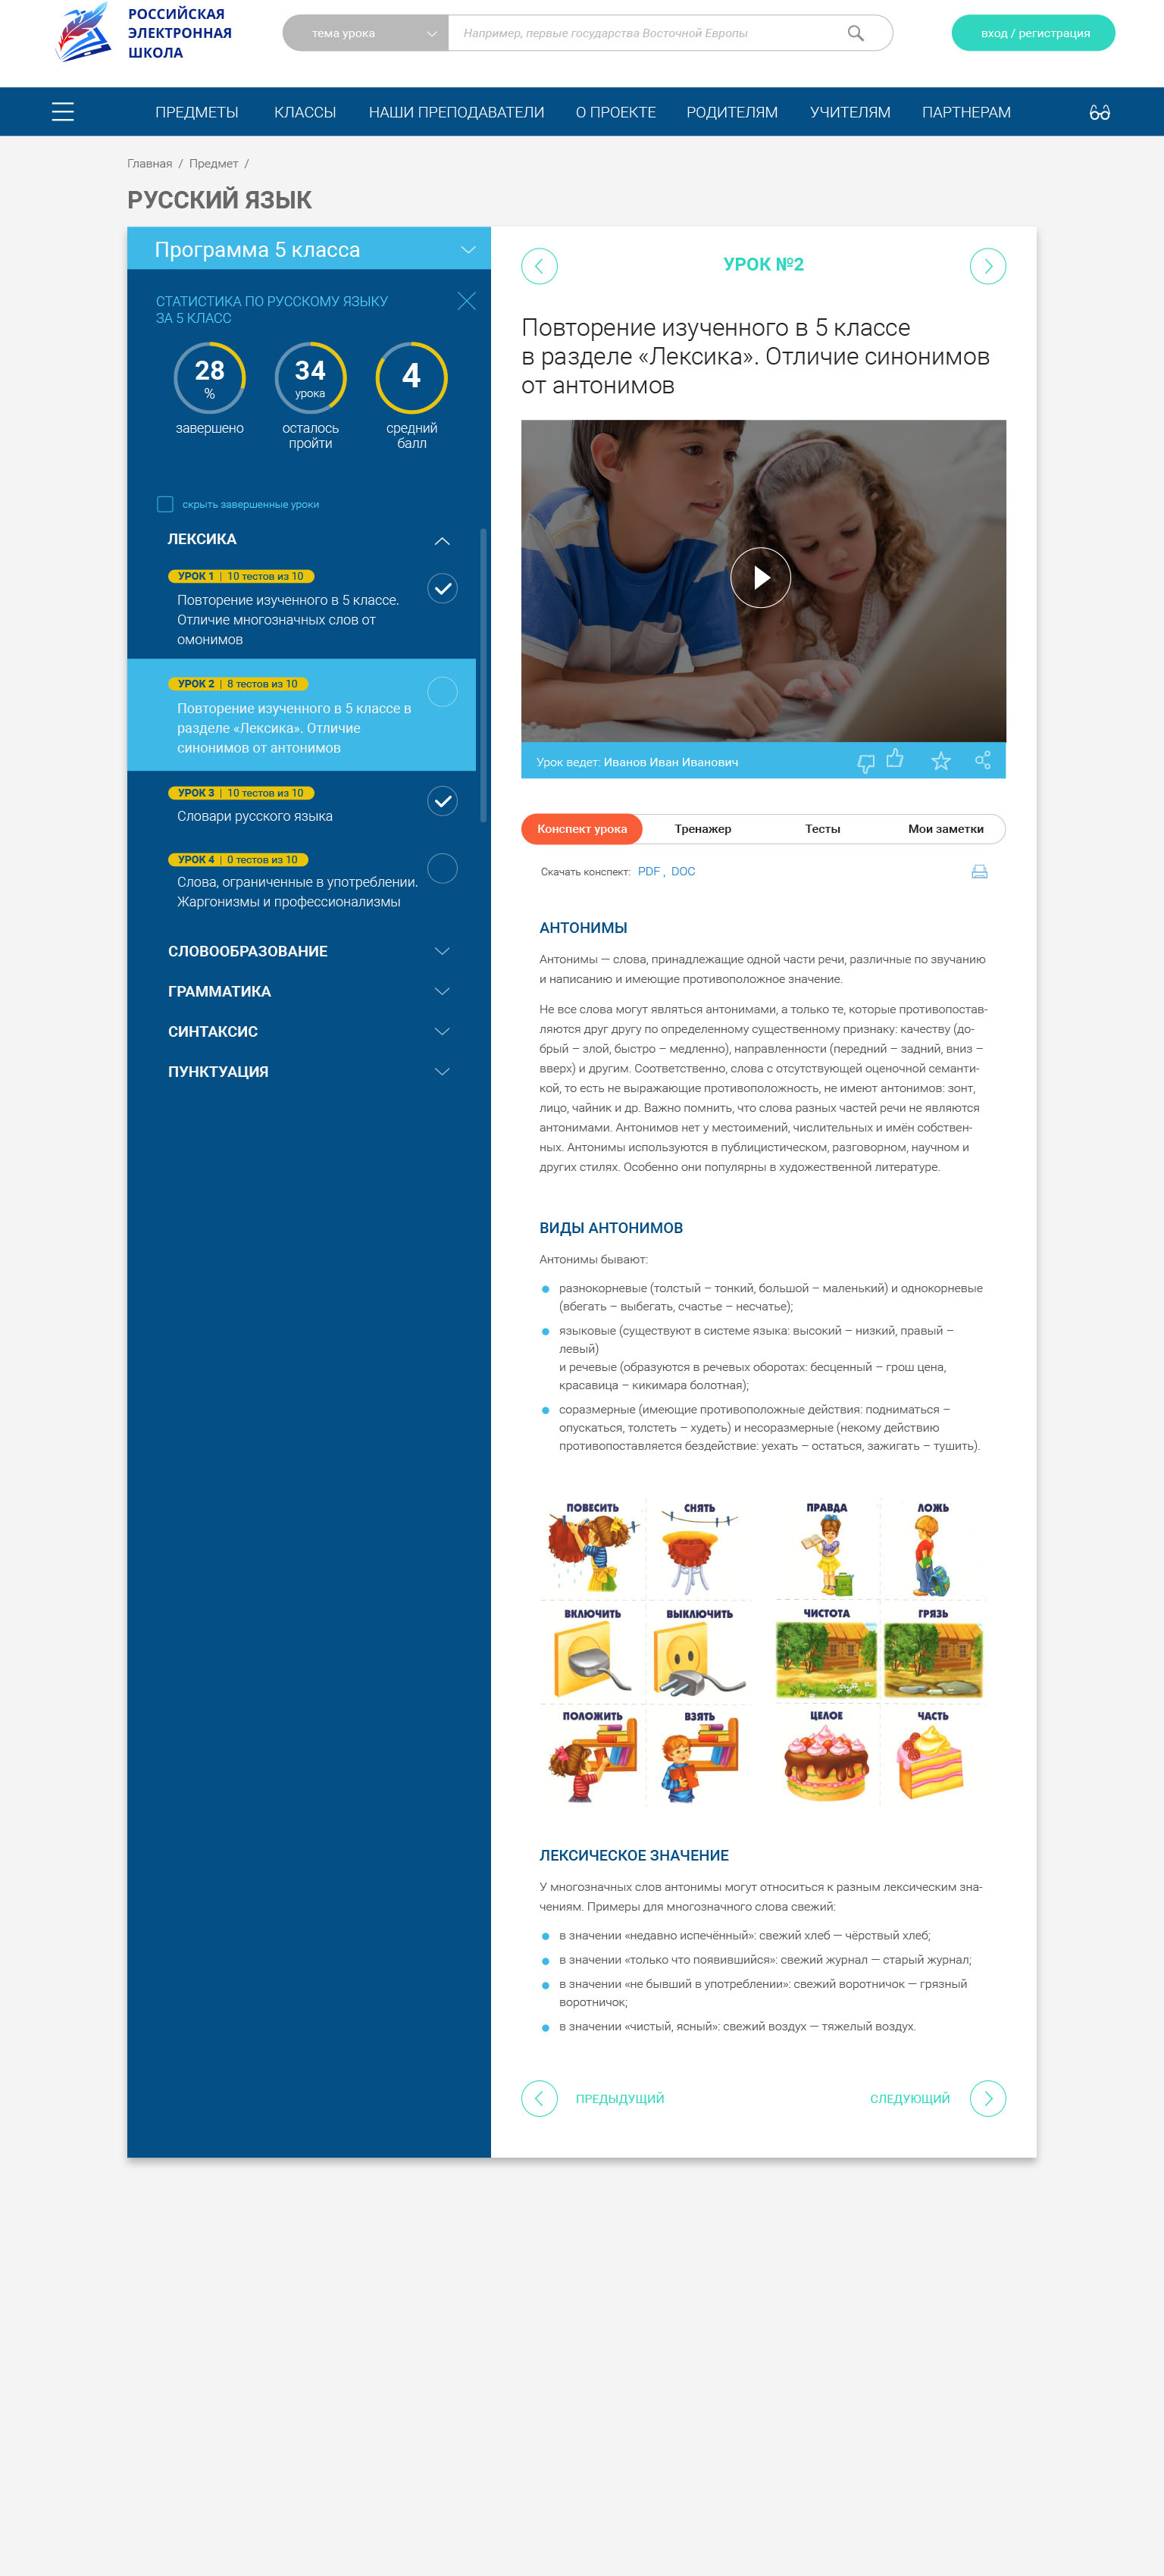 РОССИЙСКАЯ
ЭЛЕКТРОННАЯ
ШКОЛА
тема урока
Например, первые государства Восточной Европы
вход / регистрация
ПРЕДМЕТЫ КЛАССЫ НАШИ ПРЕПОДАВАТЕЛИ О ПРОЕКТЕ РОДИТЕЛЯМ УЧИТЕЛЯМ ПАРТНЕРАМ
Главная / Предмет /
РУССКИЙ ЯЗЫК
Программа 5 класса
СТАТИСТИКА ПО РУССКОМУ ЯЗЫКУ
ЗА 5 КЛАСС
28
%
завершено
34
урока
осталось
пройти
4
средний
балл
скрыть завершенные уроки
ЛЕКСИКА
УРОК 1 | 10 тестов из 10
Повторение изученного в 5 классе.
Отличие многозначных слов от
омонимов
УРОК 2 | 8 тестов из 10
Повторение изученного в 5 классе в
разделе «Лексика». Отличие
синонимов от антонимов
УРОК 3 | 10 тестов из 10
Словари русского языка
УРОК 4 | 0 тестов из 10
Слова, ограниченные в употреблении.
Жаргонизмы и профессионализмы
СЛОВООБРАЗОВАНИЕ
ГРАММАТИКА
СИНТАКСИС
ПУНКТУАЦИЯ
УРОК №2
Повторение изученного в 5 классе
в разделе «Лексика». Отличие синонимов
от антонимов
Урок ведет: Иванов Иван Иванович
Конспект урока Тренажер Тесты Мои заметки
Скачать конспект: PDF , DOC
АНТОНИМЫ
Антонимы — слова, принадлежащие одной части речи, различные по звучанию
и написанию и имеющие противоположное значение.
Не все слова могут являться антонимами, а только те, которые противопостав-
ляются друг другу по определенному существенному признаку: качеству (до-
брый – злой, быстро – медленно), направленности (передний – задний, вниз –
вверх) и другим. Соответственно, слова с отсутствующей оценочной семанти-
кой, то есть не выражающие противоположность, не имеют антонимов: зонт,
лицо, чайник и др. Важно помнить, что слова разных частей речи не являются
антонимами. Антонимов нет у местоимений, числительных и имён собствен-
ных. Антонимы используются в публицистическом, разговорном, научном и
других стилях. Особенно они популярны в художественной литературе.
ВИДЫ АНТОНИМОВ
Антонимы бывают:
разнокорневые (толстый – тонкий, большой – маленький) и однокорневые
(вбегать – выбегать, счастье – несчатье);
языковые (существуют в системе языка: высокий – низкий, правый –
левый)
и речевые (образуются в речевых оборотах: бесценный – грош цена,
красавица – кикимара болотная);
соразмерные (имеющие противоположные действия: подниматься –
опускаться, толстеть – худеть) и несоразмерные (некому действию
противопоставляется бездействие: уехать – остаться, зажигать – тушить).
ПОВЕСИТЬ СНЯТЬ ПРАВДА ЛОЖЬ
ВКЛЮЧИТЬ ВЫКЛЮЧИТЬ ЧИСТОТА ГРЯЗЬ
ПОЛОЖИТЬ ВЗЯТЬ ЦЕЛОЕ ЧАСТЬ
ЛЕКСИЧЕСКОЕ ЗНАЧЕНИЕ
У многозначных слов антонимы могут относиться к разным лексическим зна-
чениям. Примеры для многозначного слова свежий:
в значении «недавно испечённый»: свежий хлеб — чёрствый хлеб;
в значении «только что появившийся»: свежий журнал — старый журнал;
в значении «не бывший в употреблении»: свежий воротничок — грязный
воротничок;
в значении «чистый, ясный»: свежий воздух — тяжелый воздух.
ПРЕДЫДУЩИЙ СЛЕДУЮЩИЙ